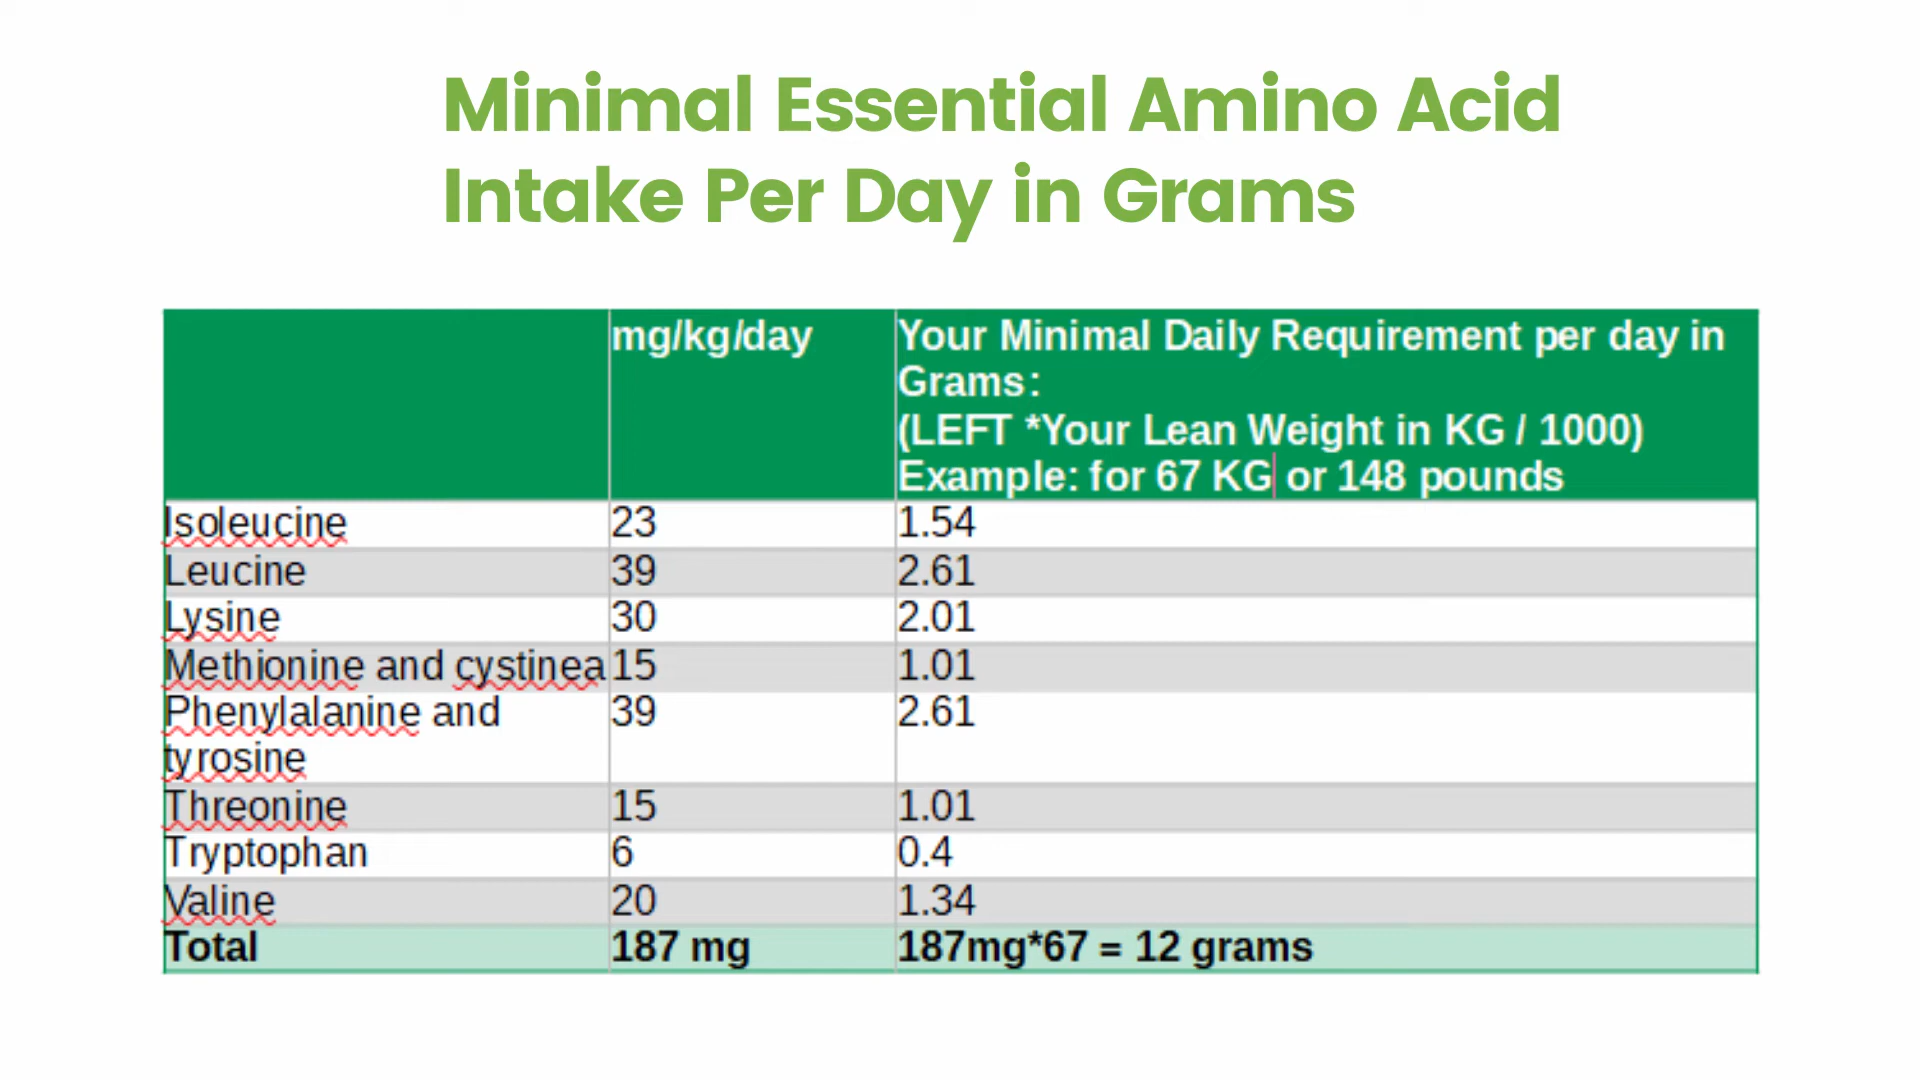 Minimal Essential Amino Acid
Intake Per Day in Grams
mg/kg/day
Your Minimal Daily Requirement per day in
Grams:
(LEFT *Your Lean Weight in KG / 1000)
Example: for 67 KG or 148 pounds
Isoleucine 23 1.54
Leucine 39 2.61
Lysine 30 2.01
Methionine and cystinea 15 1.01
Phenylalanine and 39 2.61
tyrosine
Threonine 15 1.01
Tryptophan 6 0.4
Valine 20 1.34
Total 187 mg 187mg*67 = 12 grams